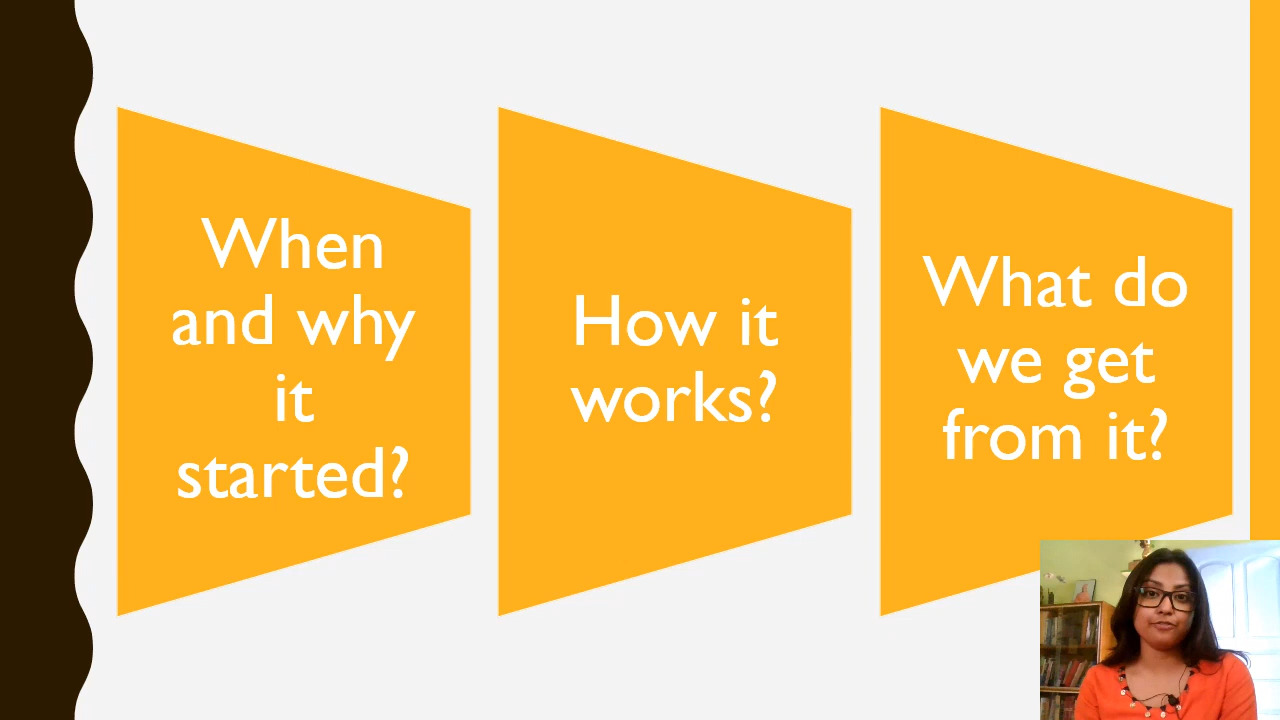 When
and why
it
started?
How it
works?
What do
we get
from it?